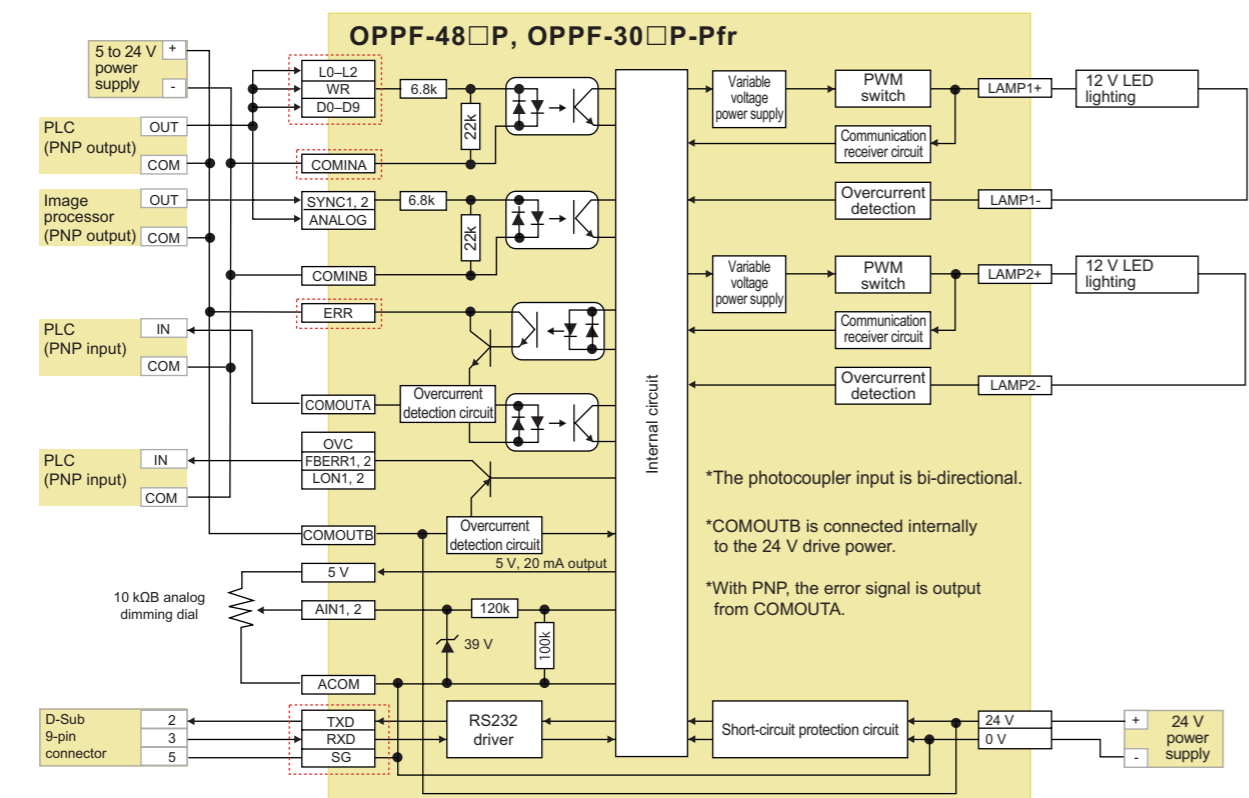 OPPF-48□P, OPPF-30□P-Pfr
5 to 24 V
power
supply
+
-
PLC
(PNP output)
OUT
COM
Image
processor
(PNP output)
OUT
COM
PLC
(PNP input)
IN
COM
PLC
(PNP input)
IN
COM
10 kΩB analog
dimming dial
D-Sub
9-pin
connector
2
3
5
L0–L2
WR
D0–D9
COMINA
SYNC1, 2
ANALOG
COMINB
ERR
COMOUTA
OVC
FBERR1, 2
LON1, 2
COMOUTB
5 V
AIN1, 2
ACOM
TXD
RXD
SG
6.8k
22k
6.8k
22k
Overcurrent
detection circuit
Overcurrent
detection circuit
5 V, 20 mA output
120k
39 V
100k
RS232
driver
Internal circuit
Variable
voltage
power supply
PWM
switch
LAMP1+
12 V LED
lighting
Communication
receiver circuit
Overcurrent
detection
LAMP1-
Variable
voltage
power supply
PWM
switch
LAMP2+
12 V LED
lighting
Communication
receiver circuit
Overcurrent
detection
LAMP2-
*The photocoupler input is bi-directional.
*COMOUTB is connected internally
to the 24 V drive power.
*With PNP, the error signal is output
from COMOUTA.
Short-circuit protection circuit
24 V
0 V
+
-
24 V
power
supply